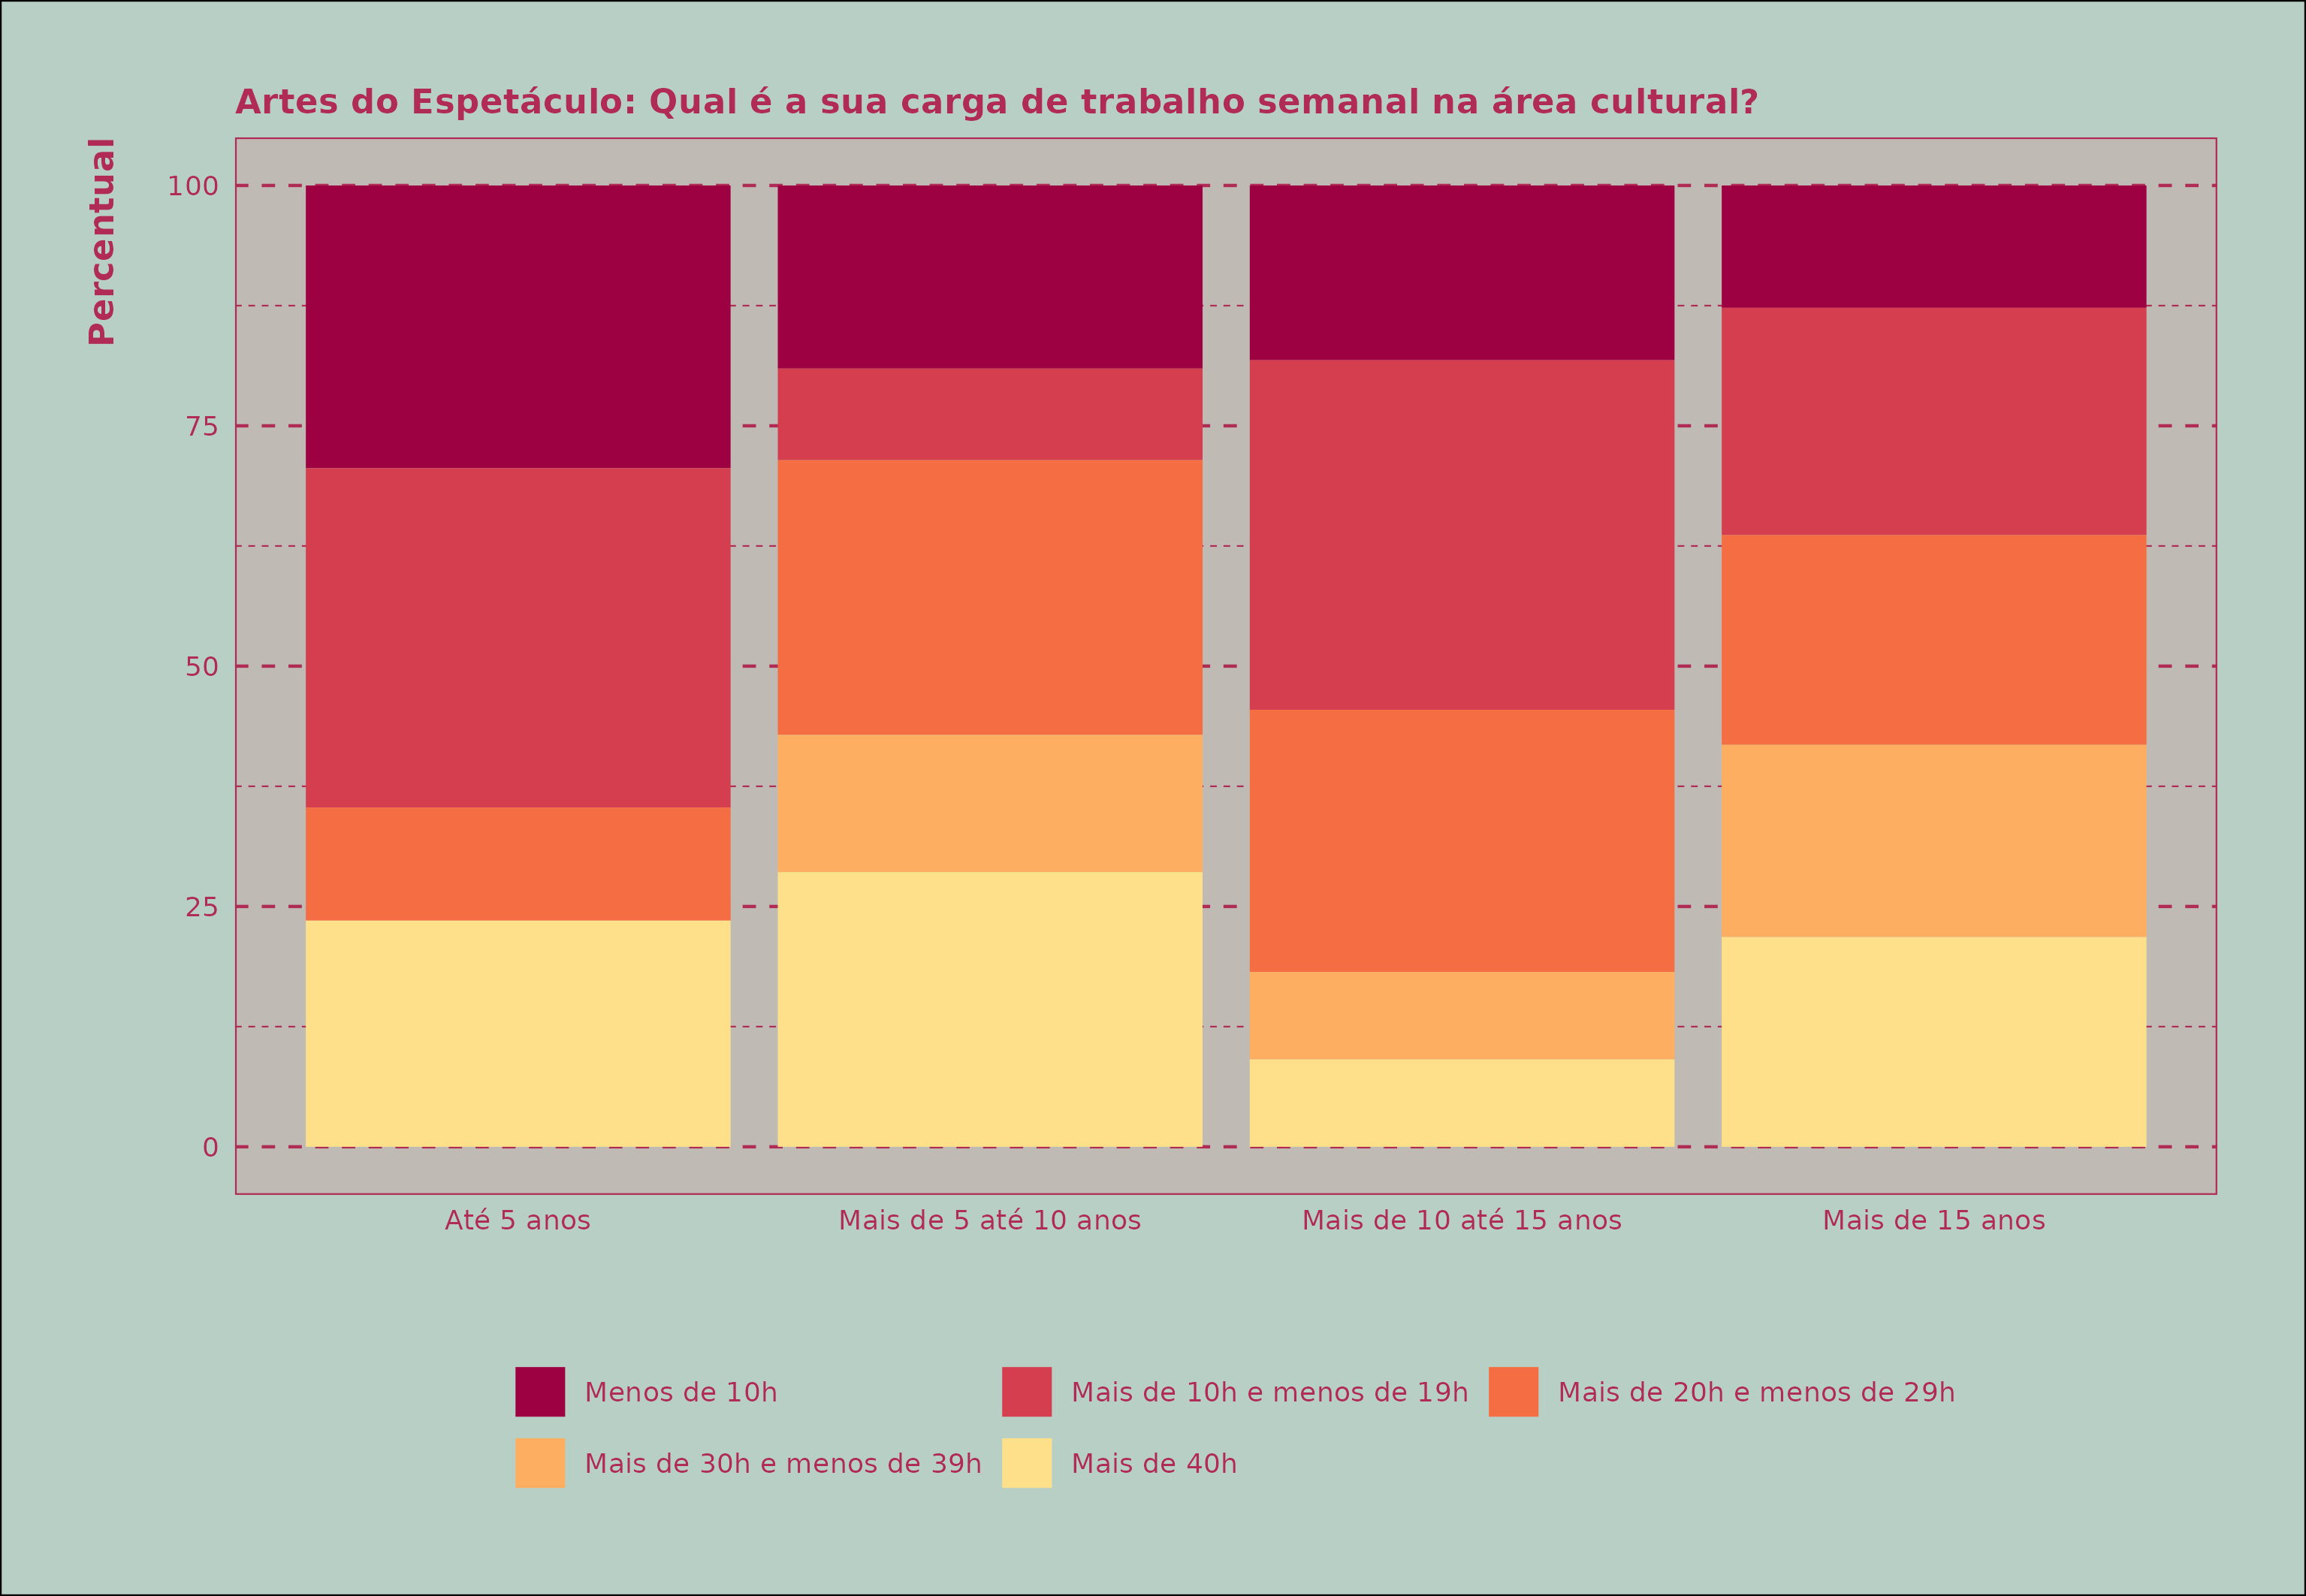 Artes do Espetáculo: Qual é a sua carga de trabalho semanal na área cultural?
Percentual
100
75
50
25
0
Até 5 anos
Mais de 5 até 10 anos
Mais de 10 até 15 anos
Mais de 15 anos
Menos de 10h
Mais de 10h e menos de 19h
Mais de 20h e menos de 29h
Mais de 30h e menos de 39h
Mais de 40h